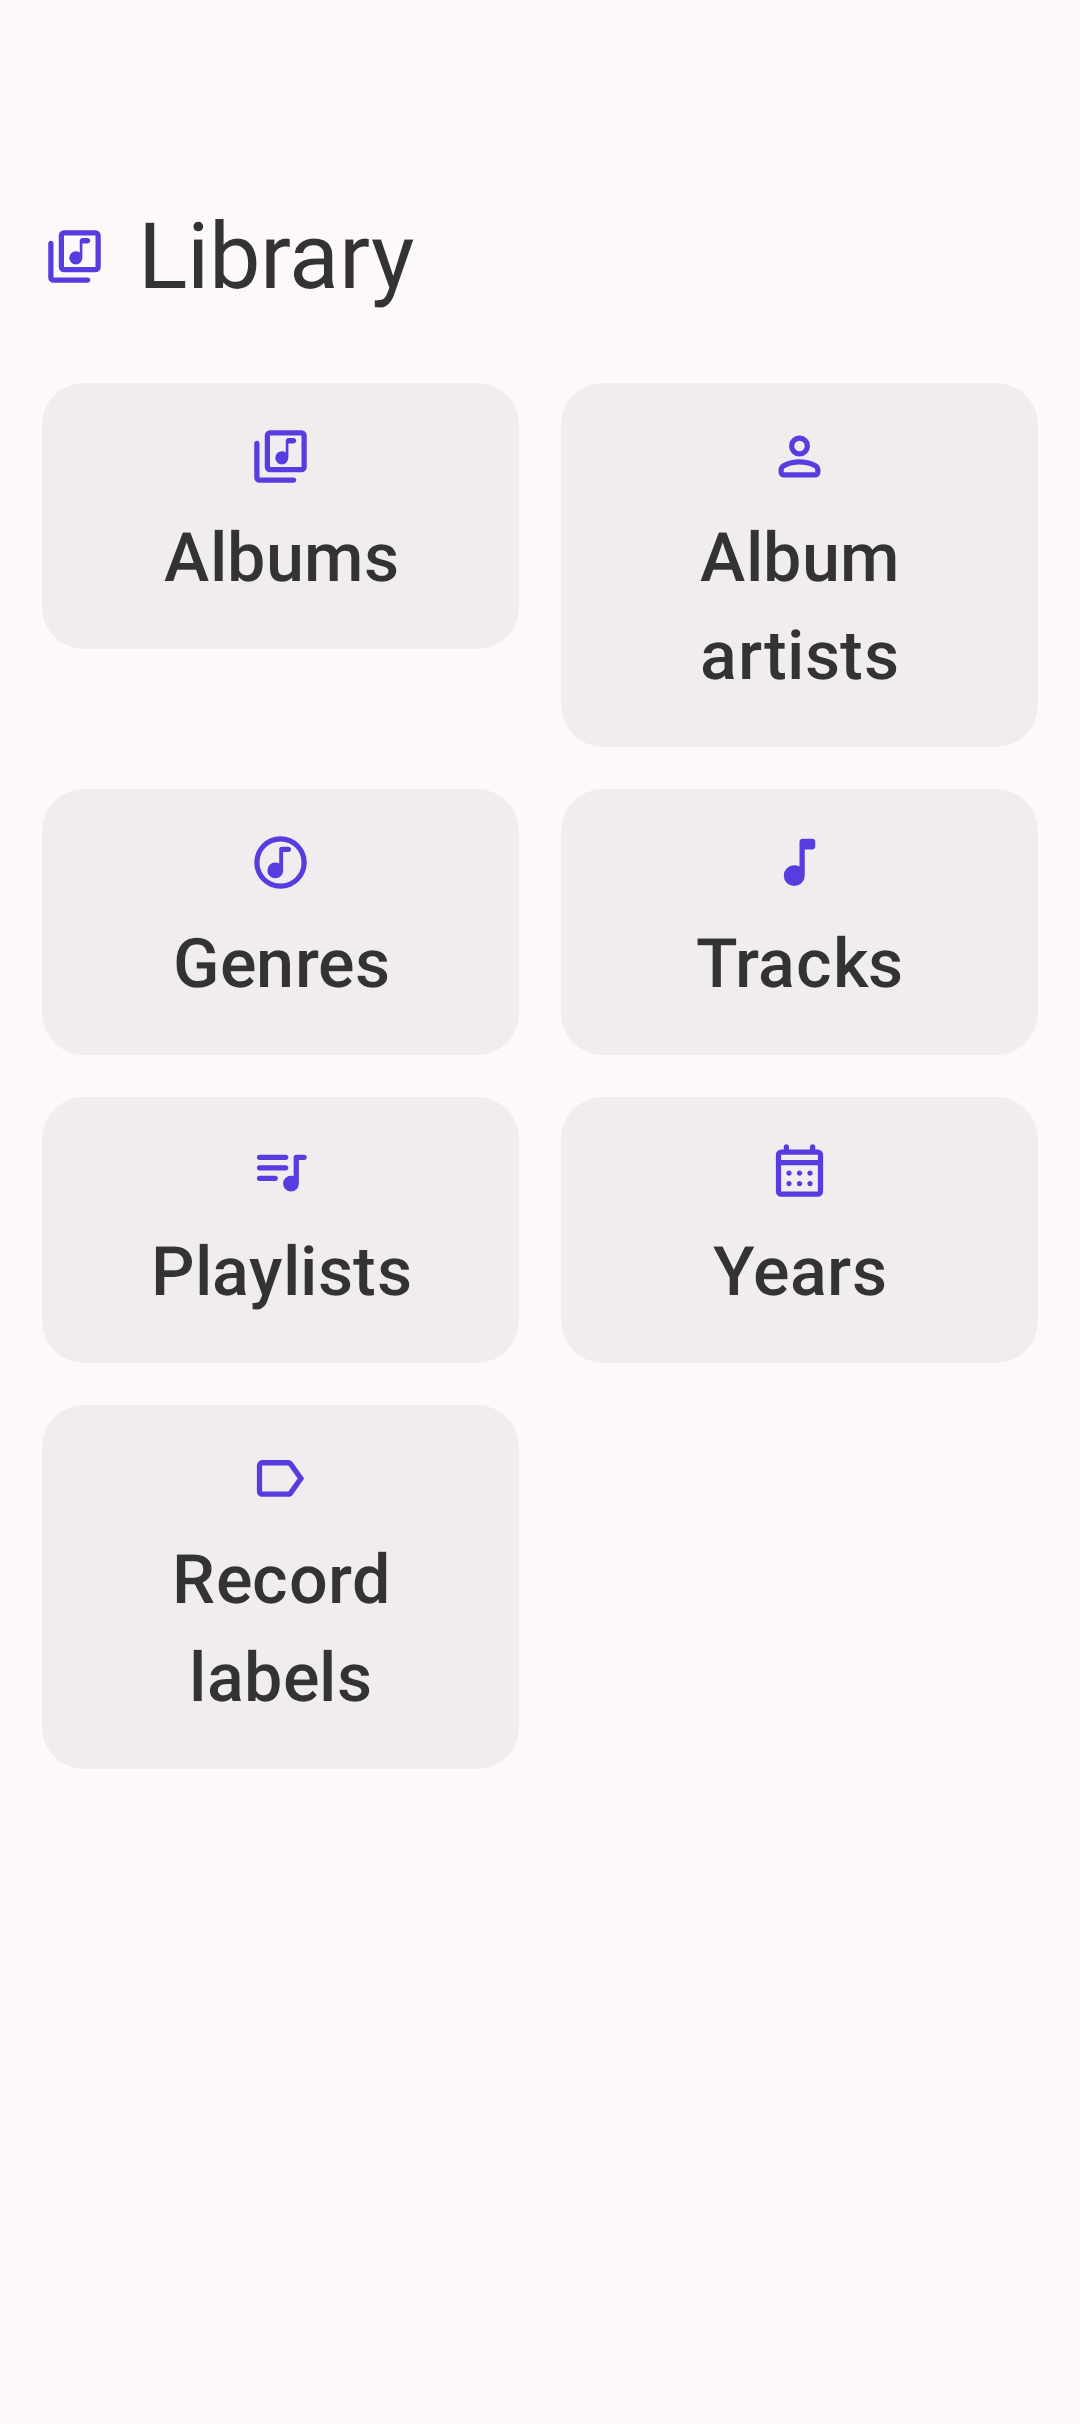 Library
Albums
Album
artists
Genres
Tracks
Playlists
Years
Record
labels